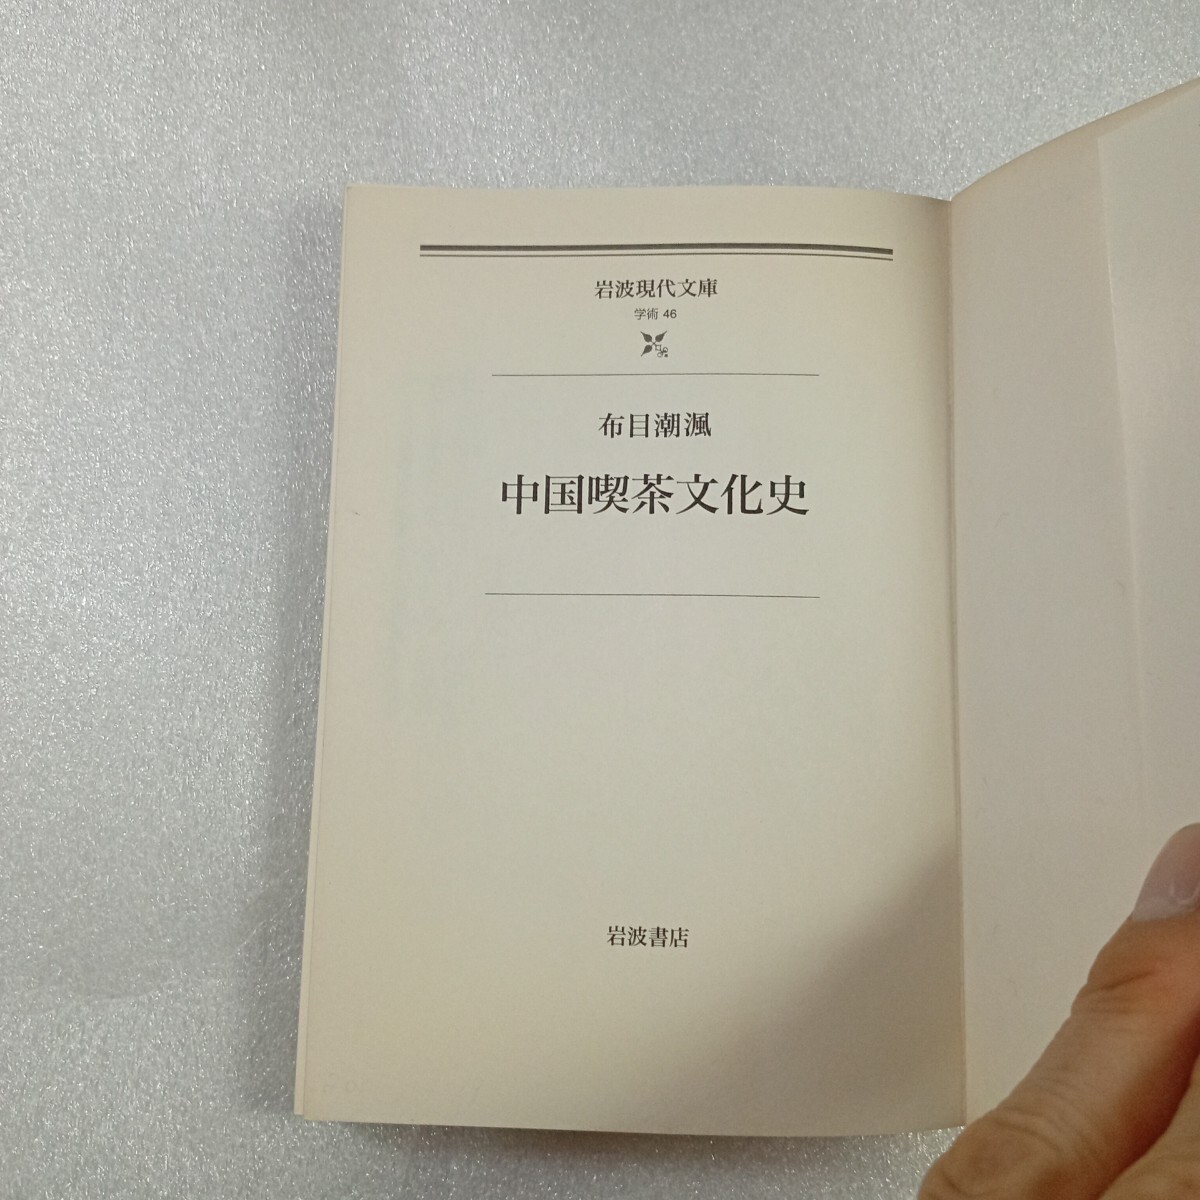 岩波現代文庫
学術 46
布目潮渢
中国喫茶文化史
岩波書店